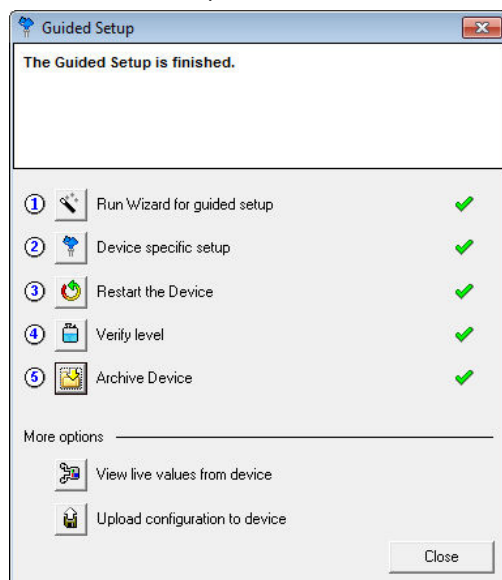 Guided Setup
The Guided Setup is finished.
1 Run Wizard for guided setup
2 Device specific setup
3 Restart the Device
4 Verify level
5 Archive Device
More options
View live values from device
Upload configuration to device
Close